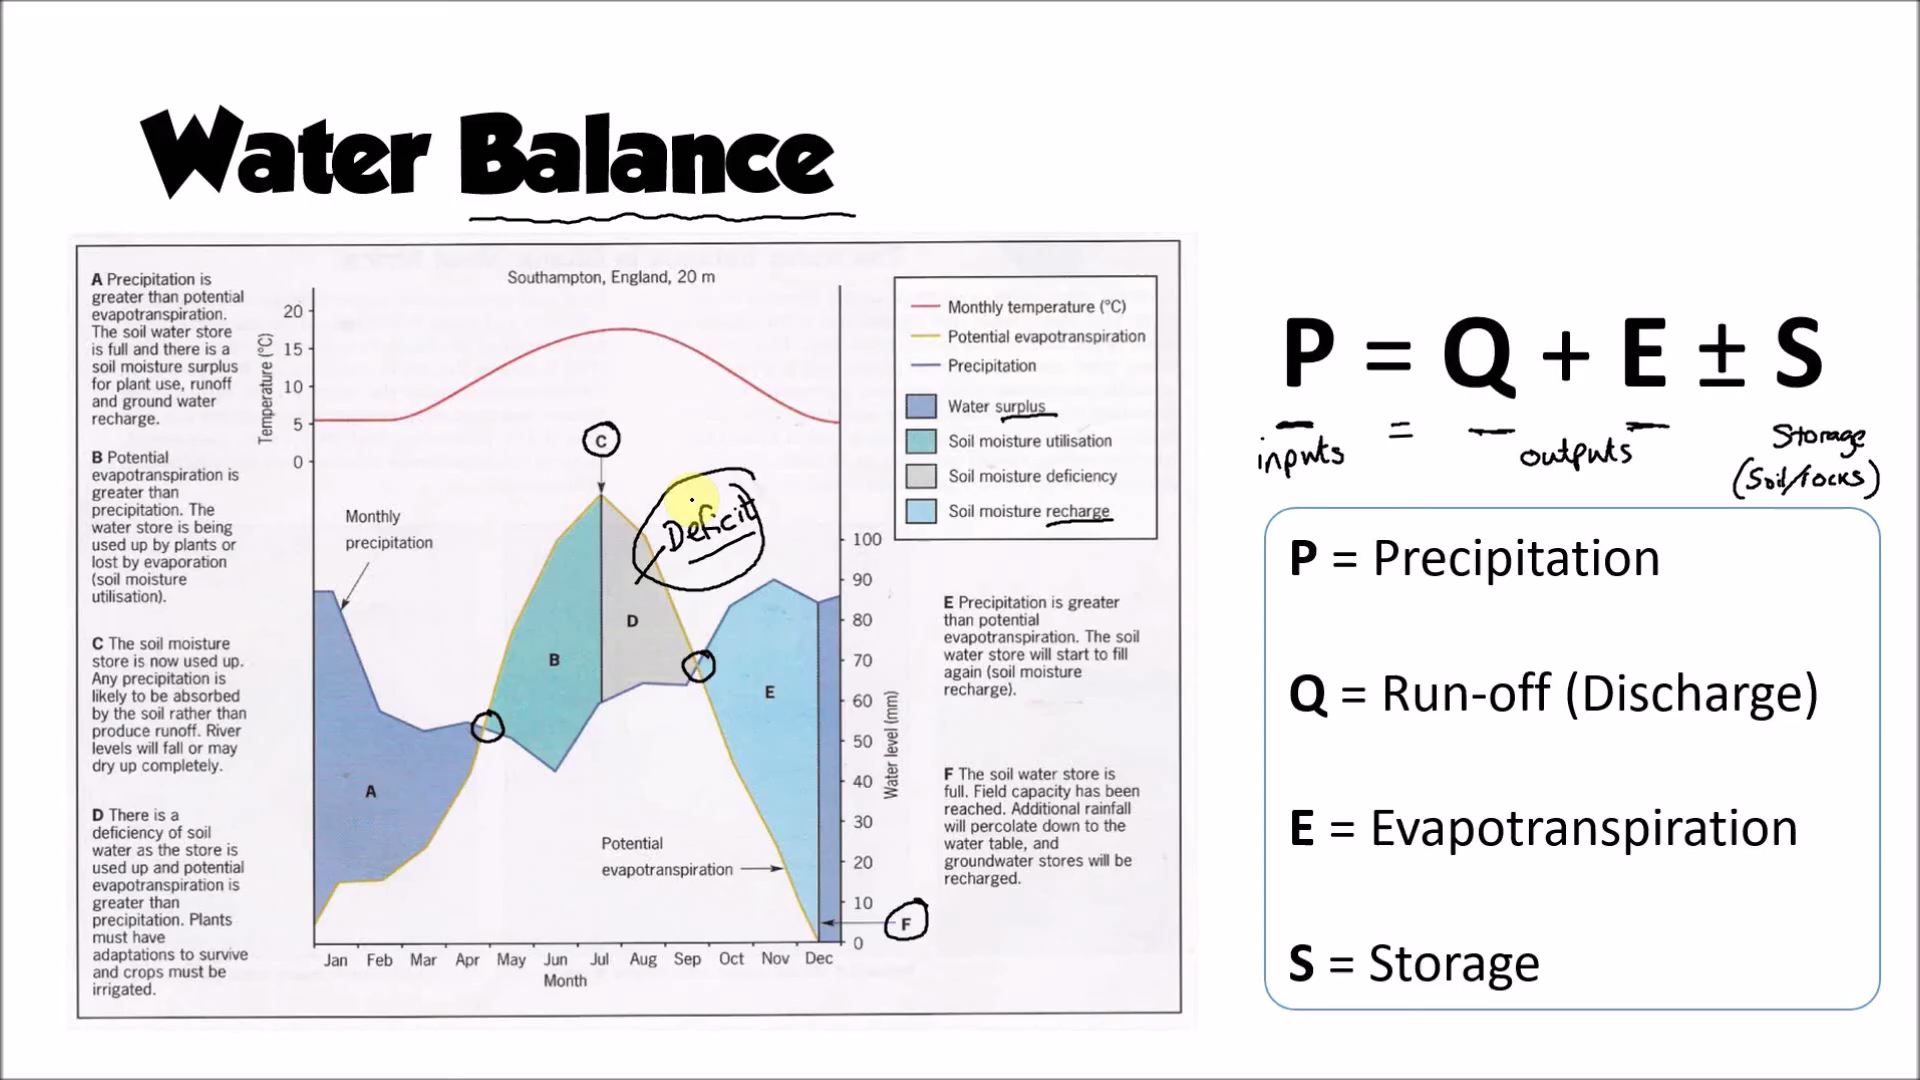 Water Balance
Southampton, England, 20 m
A Precipitation is
greater than potential
evapotranspiration.
The soil water store
is full and there is a
soil moisture surplus
for plant use, runoff
and ground water
recharge.
B Potential
evapotranspiration is
greater than
precipitation. The
water store is being
used up by plants or
lost by evaporation
(soil moisture
utilisation).
C The soil moisture
store is now used up.
Any precipitation is
likely to be absorbed
by the soil rather than
produce runoff. River
levels will fall or may
dry up completely.
D There is a
deficiency of soil
water as the store is
used up and potential
evapotranspiration is
greater than
precipitation. Plants
must have
adaptations to survive
and crops must be
irrigated.
Temperature (°C)
20
15
10
5
0
C
Deficit
Monthly
precipitation
A
B
D
E
Potential
evapotranspiration
F
Jan Feb Mar Apr May Jun Jul Aug Sep Oct Nov Dec
Month
100
90
80
70
60
50
40
30
20
10
0
Water level (mm)
Monthly temperature (°C)
Potential evapotranspiration
Precipitation
Water surplus
Soil moisture utilisation
Soil moisture deficiency
Soil moisture recharge
E Precipitation is greater
than potential
evapotranspiration. The soil
water store will start to fill
again (soil moisture
recharge).
F The soil water store is
full. Field capacity has been
reached. Additional rainfall
will percolate down to the
water table, and
groundwater stores will be
recharged.
P = Q + E ± S
inputs = outputs Storage
(Soil/rocks)
P = Precipitation
Q = Run-off (Discharge)
E = Evapotranspiration
S = Storage